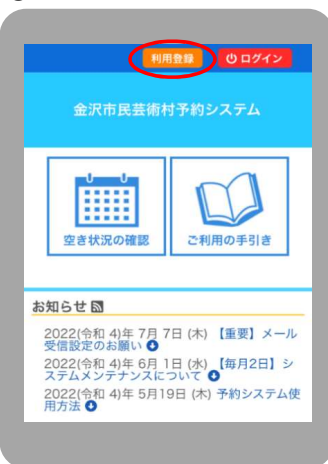 利用登録
ログイン
金沢市民芸術村予約システム
空き状況の確認
ご利用の手引き
お知らせ
2022(令和 4)年 7月 7日 (木) 【重要】メール
受信設定のお願い
2022(令和 4)年 6月 1日 (水) 【毎月2日】シ
ステムメンテナンスについて
2022(令和 4)年 5月19日 (木) 予約システム使
用方法